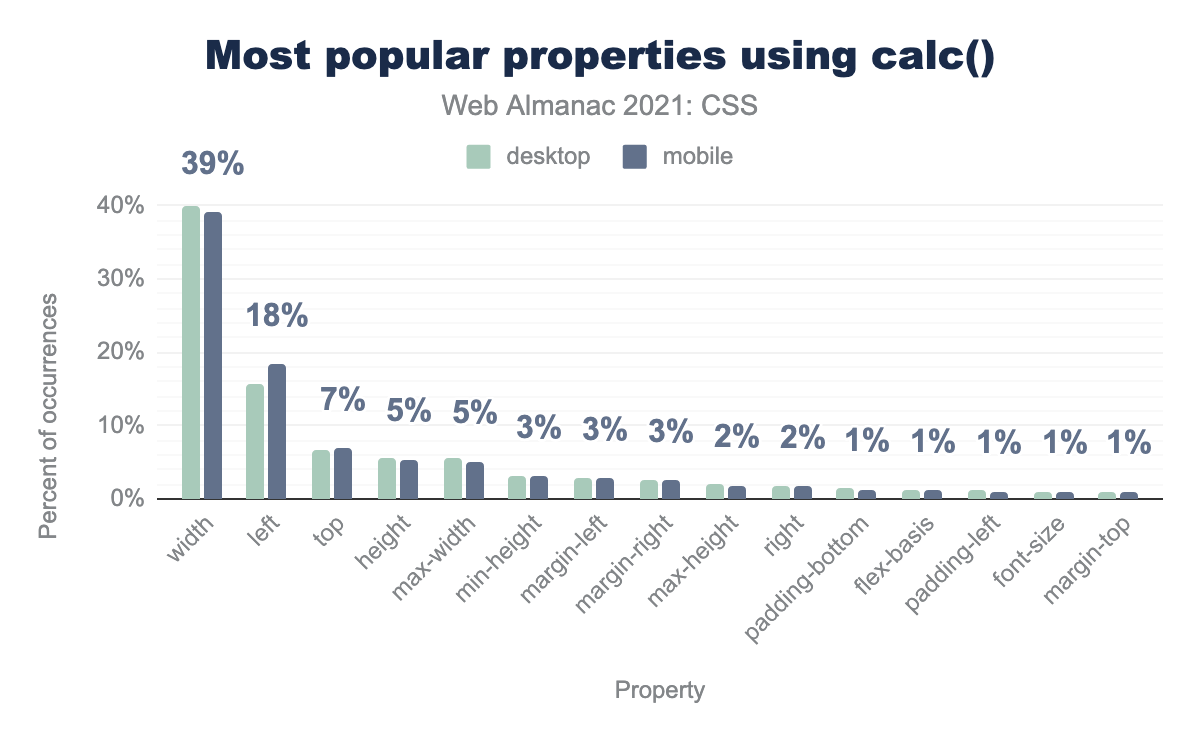 Most popular properties using calc()
Web Almanac 2021: CSS
desktop mobile
39%
18%
7%
5%
5%
3%
3%
3%
2%
2%
1%
1%
1%
1%
1%
40%
30%
20%
10%
0%
Percent of occurrences
width
left
top
height
max-width
min-height
margin-left
margin-right
max-height
right
padding-bottom
flex-basis
padding-left
font-size
margin-top
Property